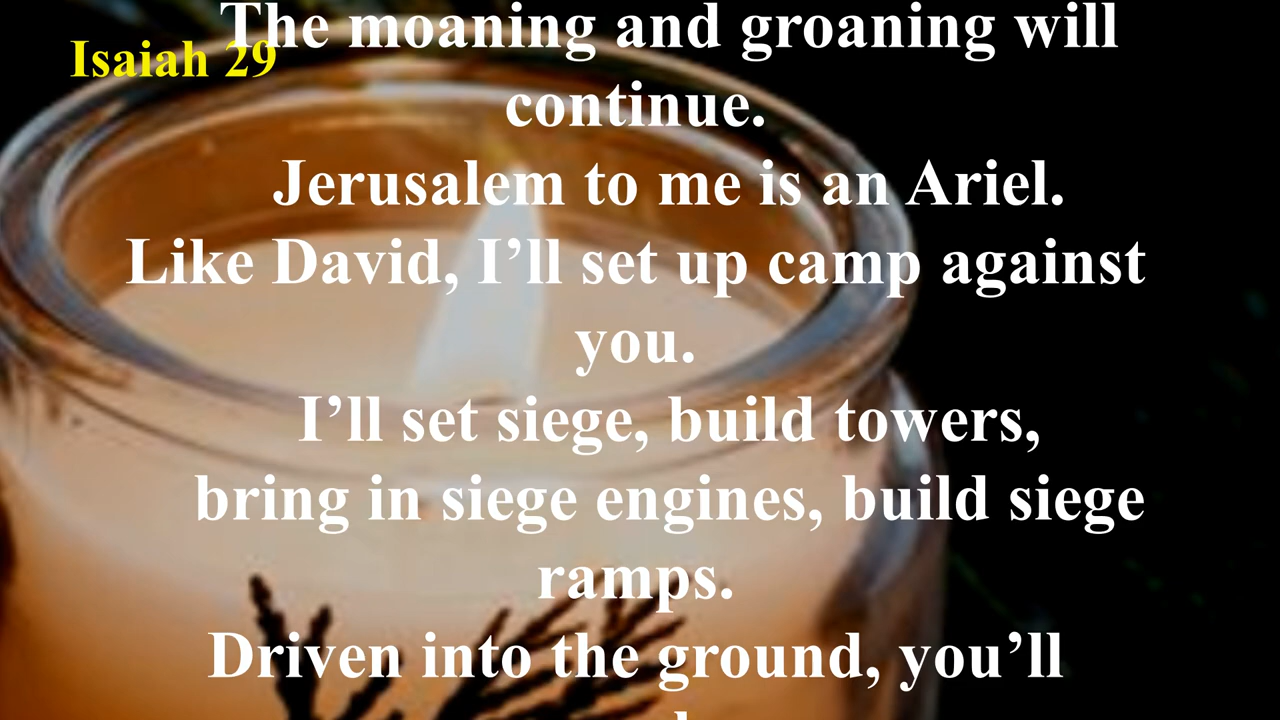 The moaning and groaning will
Isaiah 29
continue.
Jerusalem to me is an Ariel.
Like David, I’ll set up camp against
you.
I’ll set siege, build towers,
bring in siege engines, build siege
ramps.
Driven into the ground, you’ll